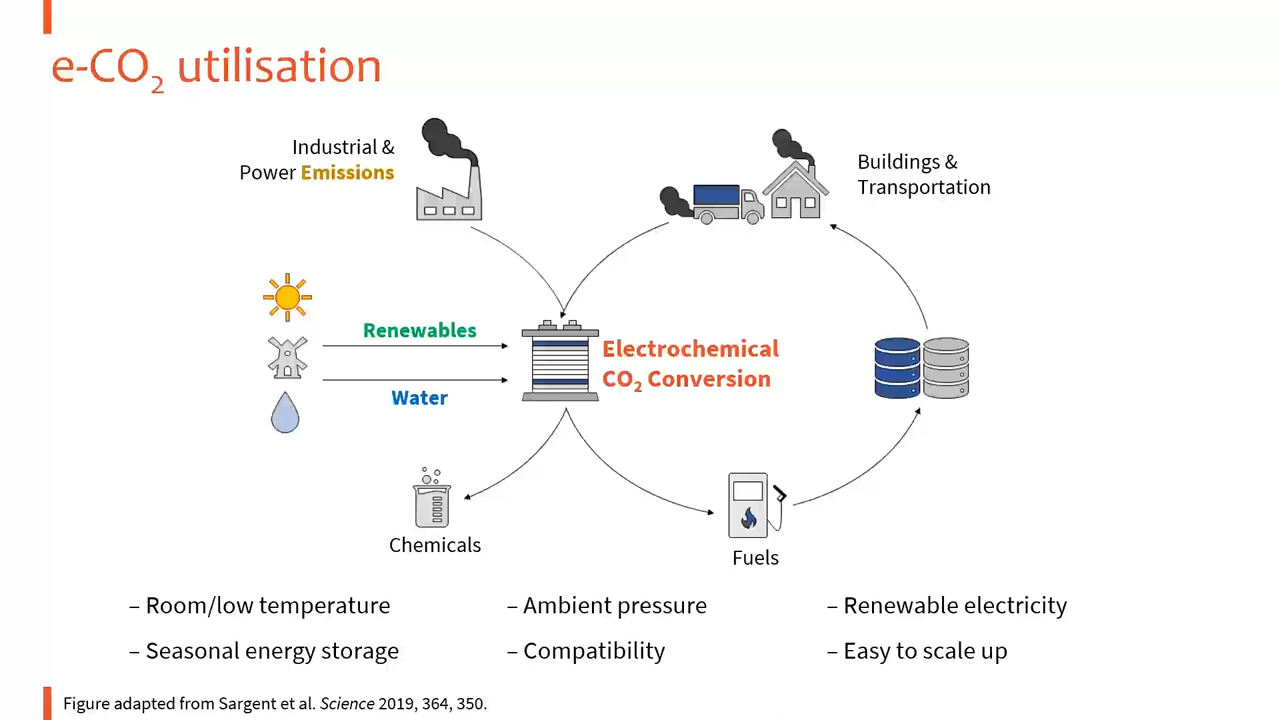 e-CO₂ utilisation
Industrial &
Power Emissions
Buildings &
Transportation
Renewables
Water
Electrochemical
CO₂ Conversion
Chemicals
Fuels
– Room/low temperature
– Ambient pressure
– Renewable electricity
– Seasonal energy storage
– Compatibility
– Easy to scale up
Figure adapted from Sargent et al. Science 2019, 364, 350.